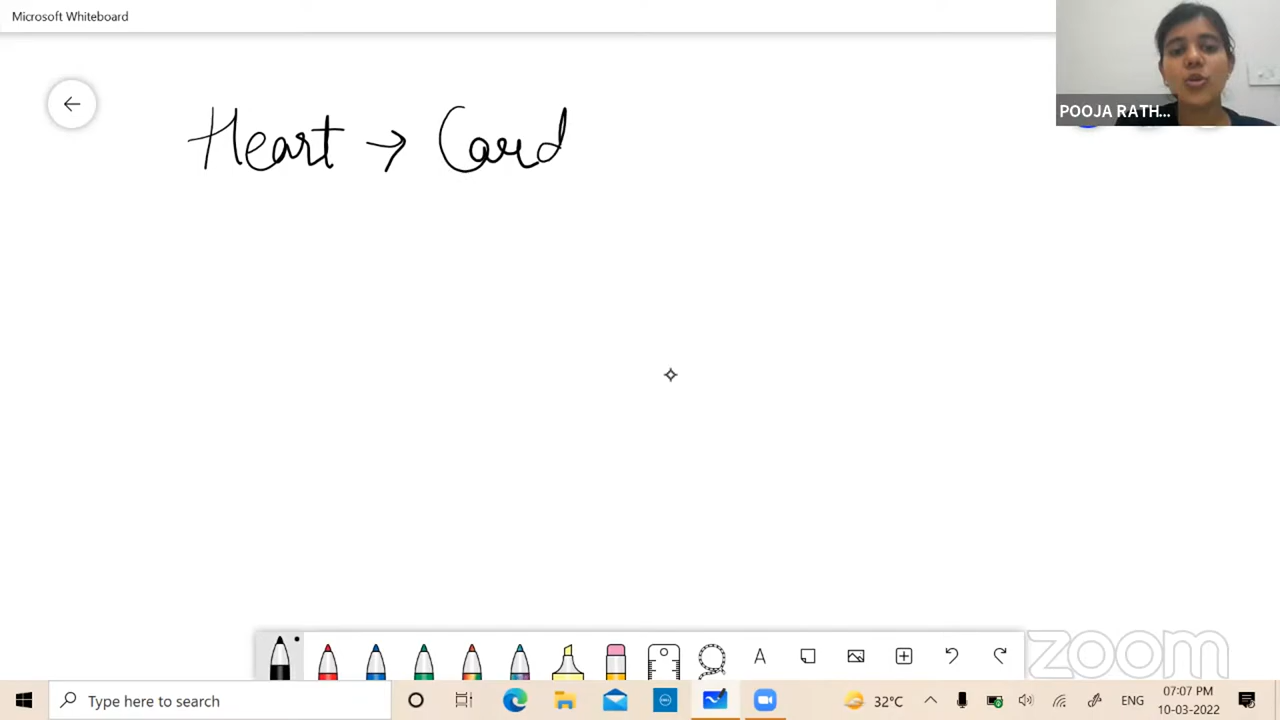 Microsoft Whiteboard
POOJA RATH...
Heart → Card
A
zoom
Type here to search
32°C
ENG
07:07 PM
10-03-2022